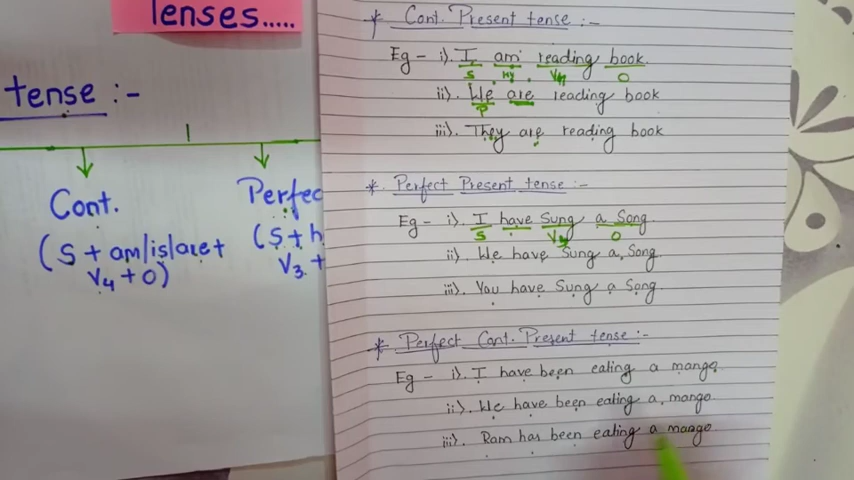 Tenses.....
tense :-
Cont.
(S + am/is/are +
V4 + O)
Perfec
(S + h
V3 +
* Cont. Present tense :-
Eg - i). I am reading book.
S Hv V4 O
ii). We are reading book
P
iii). They are reading book
* Perfect Present tense :-
Eg - i). I have Sung a Song.
S O
ii). We have Sung a Song.
iii). You have Sung a Song
* Perfect Cont. Present tense :-
Eg - i). I have been eating a mango
ii). We have been eating a mango
iii). Ram has been eating a mango